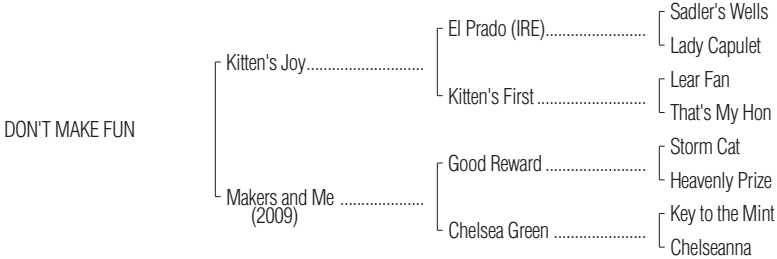 Sadler's Wells
El Prado (IRE)........................
Lady Capulet
Kitten's Joy............................
Lear Fan
Kitten's First ..........................
That's My Hon
DON'T MAKE FUN
Storm Cat
Good Reward ........................
Heavenly Prize
Makers and Me ....................
(2009)
Key to the Mint
Chelsea Green ......................
Chelseanna